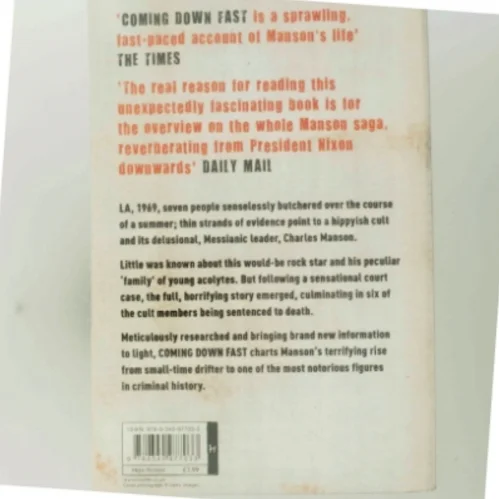 'COMING DOWN FAST is a sprawling,
fast-paced account of Manson's life'
THE TIMES
'The real reason for reading this
unexpectedly fascinating book is for
the overview on the whole Manson saga,
reverberating from President Nixon
downwards' DAILY MAIL
LA, 1969, seven people senselessly butchered over the course
of a summer; thin strands of evidence point to a hippyish cult
and its delusional, Messianic leader, Charles Manson.
Little was known about this would-be rock star and his peculiar
'family' of young acolytes. But following a sensational court
case, the full, horrifying story emerged, culminating in six of
the cult members being sentenced to death.
Meticulously researched and bringing brand new information
to light, COMING DOWN FAST charts Manson's terrifying rise
from small-time drifter to one of the most notorious figures
in criminal history.